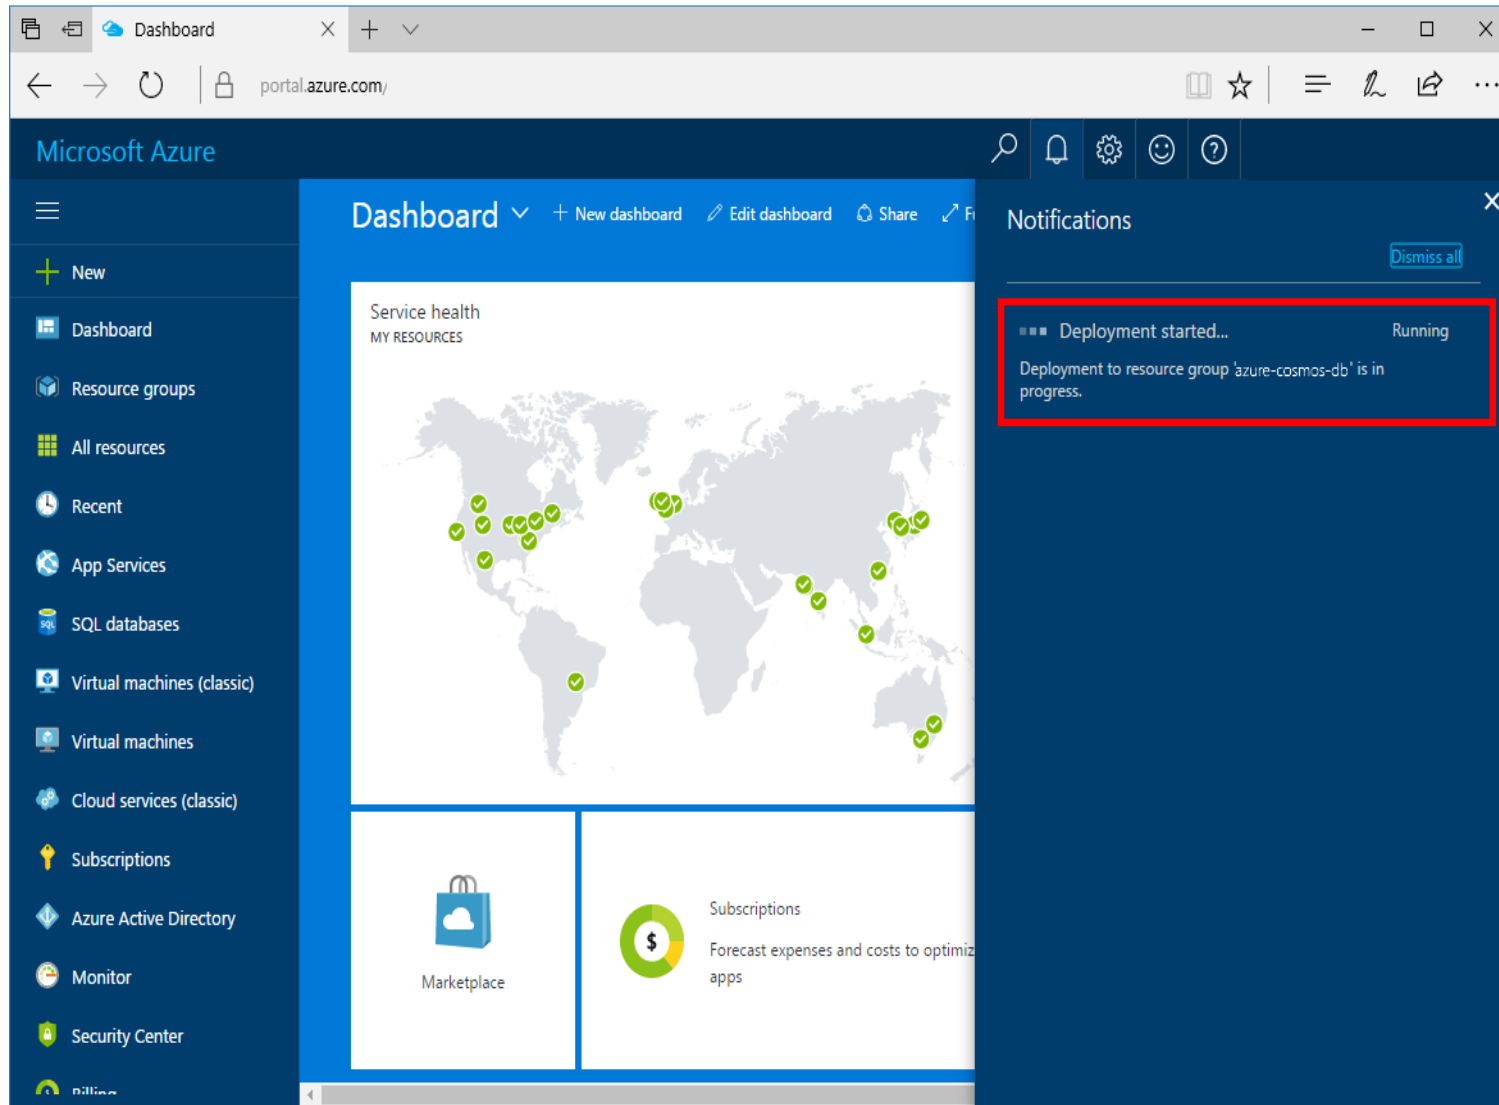 Dashboard
portal.azure.com/
Microsoft Azure
New
Dashboard
Resource groups
All resources
Recent
App Services
SQL databases
Virtual machines (classic)
Virtual machines
Cloud services (classic)
Subscriptions
Azure Active Directory
Monitor
Security Center
Billing
Dashboard
New dashboard
Edit dashboard
Share
Service health
MY RESOURCES
Marketplace
$
Subscriptions
Forecast expenses and costs to optimiz
apps
Notifications
Dismiss all
Deployment started... Running
Deployment to resource group 'azure-cosmos-db' is in
progress.